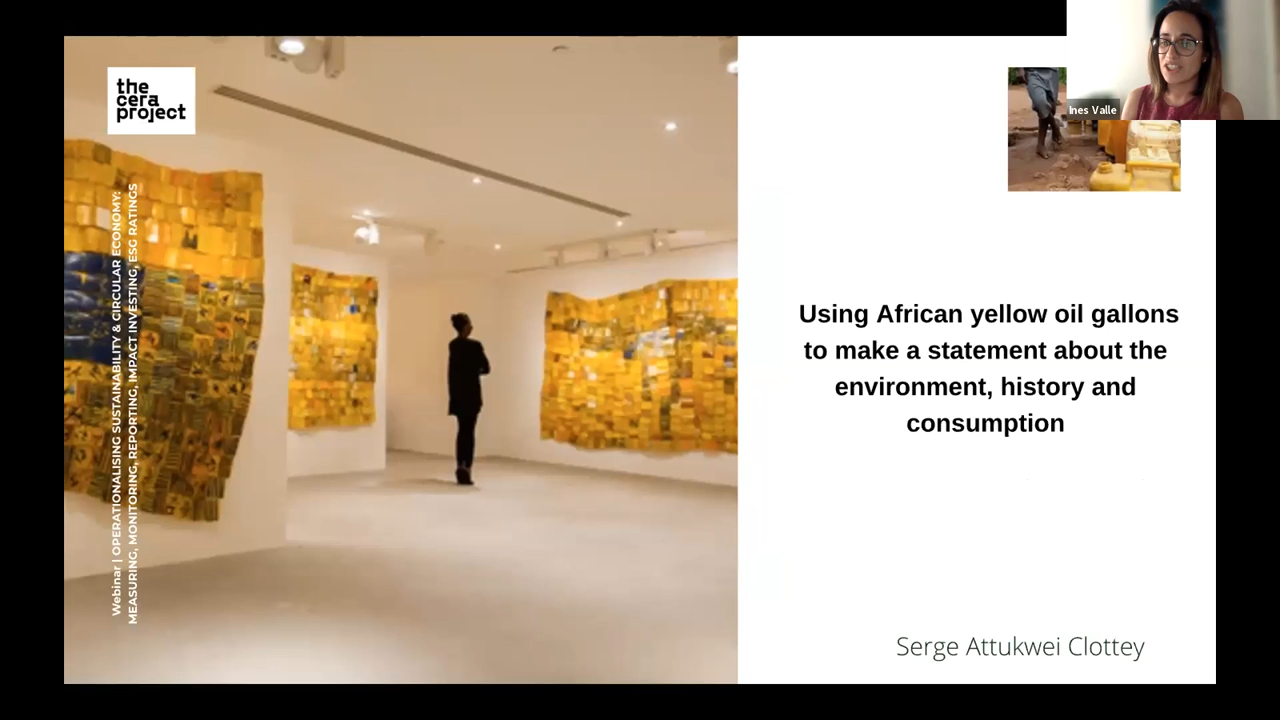 the
cera
project
Webinar | OPERATIONALISING SUSTAINABILITY & CIRCULAR ECONOMY:
MEASURING, MONITORING, REPORTING, IMPACT INVESTING, ESG RATINGS
Ines Valle
Using African yellow oil gallons
to make a statement about the
environment, history and
consumption
Serge Attukwei Clottey